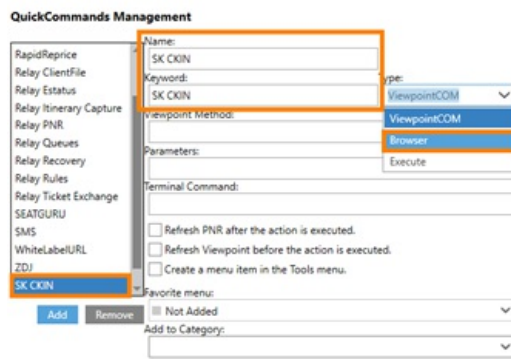 QuickCommands Management
RapidReprice
Relay ClientFile
Relay Estatus
Relay Itinerary Capture
Relay PNR
Relay Queues
Relay Recovery
Relay Rules
Relay Ticket Exchange
SEATGURU
SMS
WhiteLabelURL
ZDJ
SK CKIN
Add
Remove
Name:
SK CKIN
Keyword:
SK CKIN
Type:
ViewpointCOM
ViewpointCOM
Browser
Execute
Viewpoint Method:
Parameters:
Terminal Command:
Refresh PNR after the action is executed.
Refresh Viewpoint before the action is executed.
Create a menu item in the Tools menu.
Favorite menu:
Not Added
Add to Category: